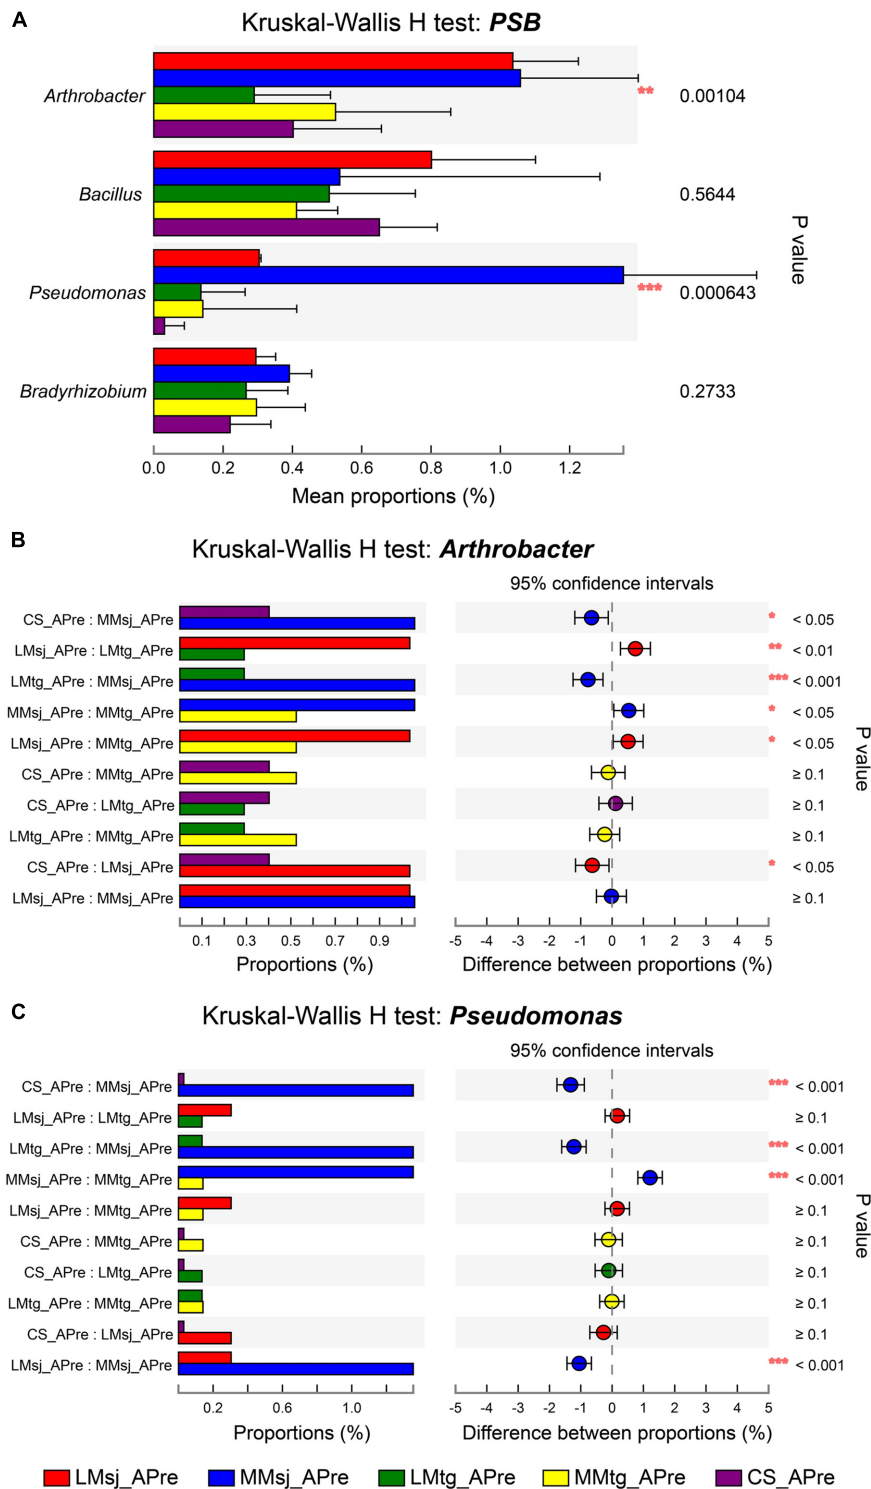 A
Kruskal-Wallis H test: PSB
Arthrobacter
** 0.00104
Bacillus
0.5644
Pseudomonas
*** 0.000643
Bradyrhizobium
0.2733
P value
0.0 0.2 0.4 0.6 0.8 1.0 1.2
Mean proportions (%)
B
Kruskal-Wallis H test: Arthrobacter
95% confidence intervals
CS_APre : MMsj_APre * < 0.05
LMsj_APre : LMtg_APre ** < 0.01
LMtg_APre : MMsj_APre *** < 0.001
MMsj_APre : MMtg_APre * < 0.05
LMsj_APre : MMtg_APre * < 0.05
CS_APre : MMtg_APre ≥ 0.1
CS_APre : LMtg_APre ≥ 0.1
LMtg_APre : MMtg_APre ≥ 0.1
CS_APre : LMsj_APre * < 0.05
LMsj_APre : MMsj_APre ≥ 0.1
P value
0.1 0.3 0.5 0.7 0.9 -5 -4 -3 -2 -1 0 1 2 3 4 5
Proportions (%) Difference between proportions (%)
C
Kruskal-Wallis H test: Pseudomonas
95% confidence intervals
CS_APre : MMsj_APre *** < 0.001
LMsj_APre : LMtg_APre ≥ 0.1
LMtg_APre : MMsj_APre *** < 0.001
MMsj_APre : MMtg_APre *** < 0.001
LMsj_APre : MMtg_APre ≥ 0.1
CS_APre : MMtg_APre ≥ 0.1
CS_APre : LMtg_APre ≥ 0.1
LMtg_APre : MMtg_APre ≥ 0.1
CS_APre : LMsj_APre ≥ 0.1
LMsj_APre : MMsj_APre *** < 0.001
P value
0.2 0.6 1.0 -5 -4 -3 -2 -1 0 1 2 3 4 5
Proportions (%) Difference between proportions (%)
LMsj_APre MMsj_APre LMtg_APre MMtg_APre CS_APre